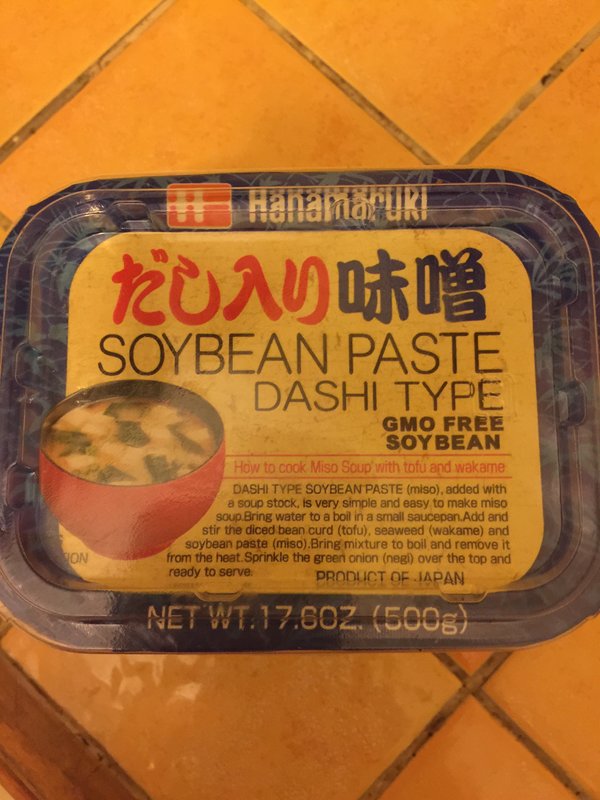 H Hanamaruki
だし入り味噌
SOYBEAN PASTE
DASHI TYPE
GMO FREE
SOYBEAN
How to cook Miso Soup with tofu and wakame
DASHI TYPE SOYBEAN PASTE (miso), added with
a soup stock, is very simple and easy to make miso
soup.Bring water to a boil in a small saucepan.Add and
stir the diced bean curd (tofu), seaweed (wakame) and
soybean paste (miso).Bring mixture to boil and remove it
from the heat.Sprinkle the green onion (negi) over the top and
ready to serve.
PRODUCT OF JAPAN
NET WT.17.6OZ. (500g)